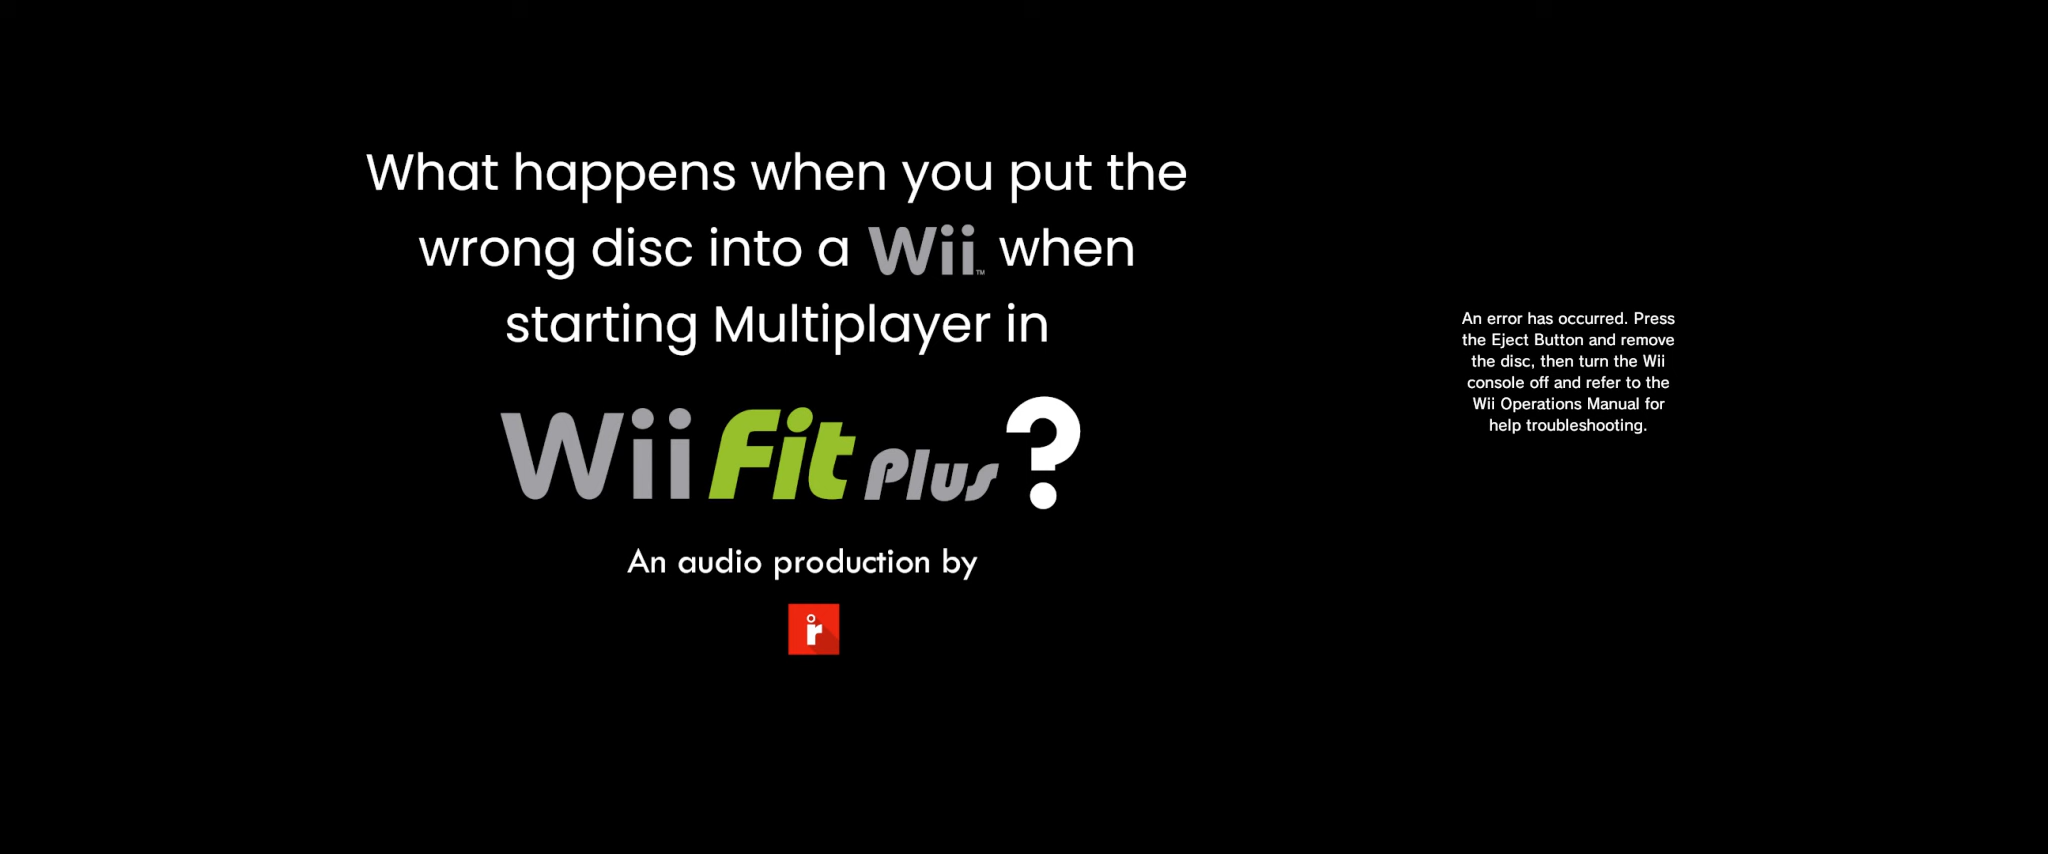 What happens when you put the
wrong disc into a Wii™ when
starting Multiplayer in
Wii Fit Plus?
An audio production by
ir
An error has occurred. Press
the Eject Button and remove
the disc, then turn the Wii
console off and refer to the
Wii Operations Manual for
help troubleshooting.